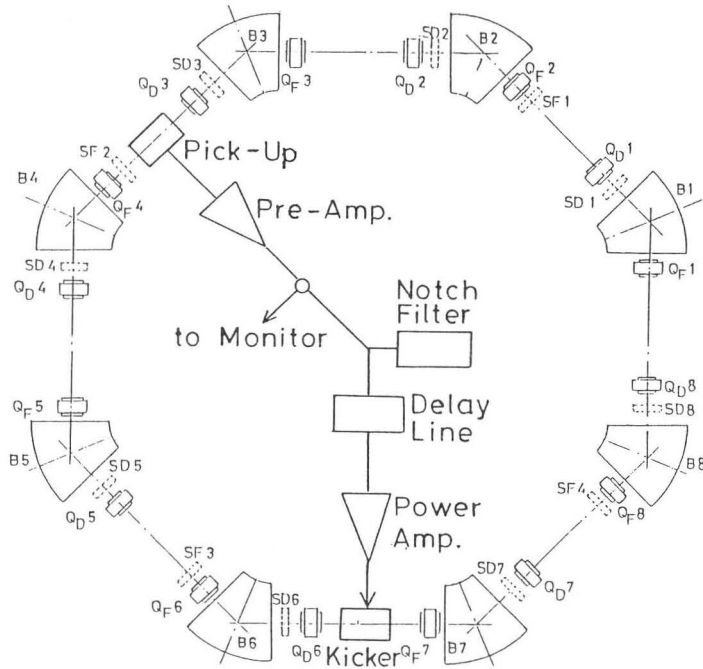 B3
B2
SD3
QF3
QD2
SD2
QF2
SF1
QD3
SF2
Pick-Up
QD1
SD1
B4
QF4
Pre-Amp.
B1
SD4
QD4
QF1
Notch
Filter
to Monitor
QF5
Delay
Line
QD8
SD8
B5
SD5
QD5
B8
SF4
QF8
Power
Amp.
SF3
QF6
SD7
QD7
SD6
B6
QD6
Kicker
QF7
B7